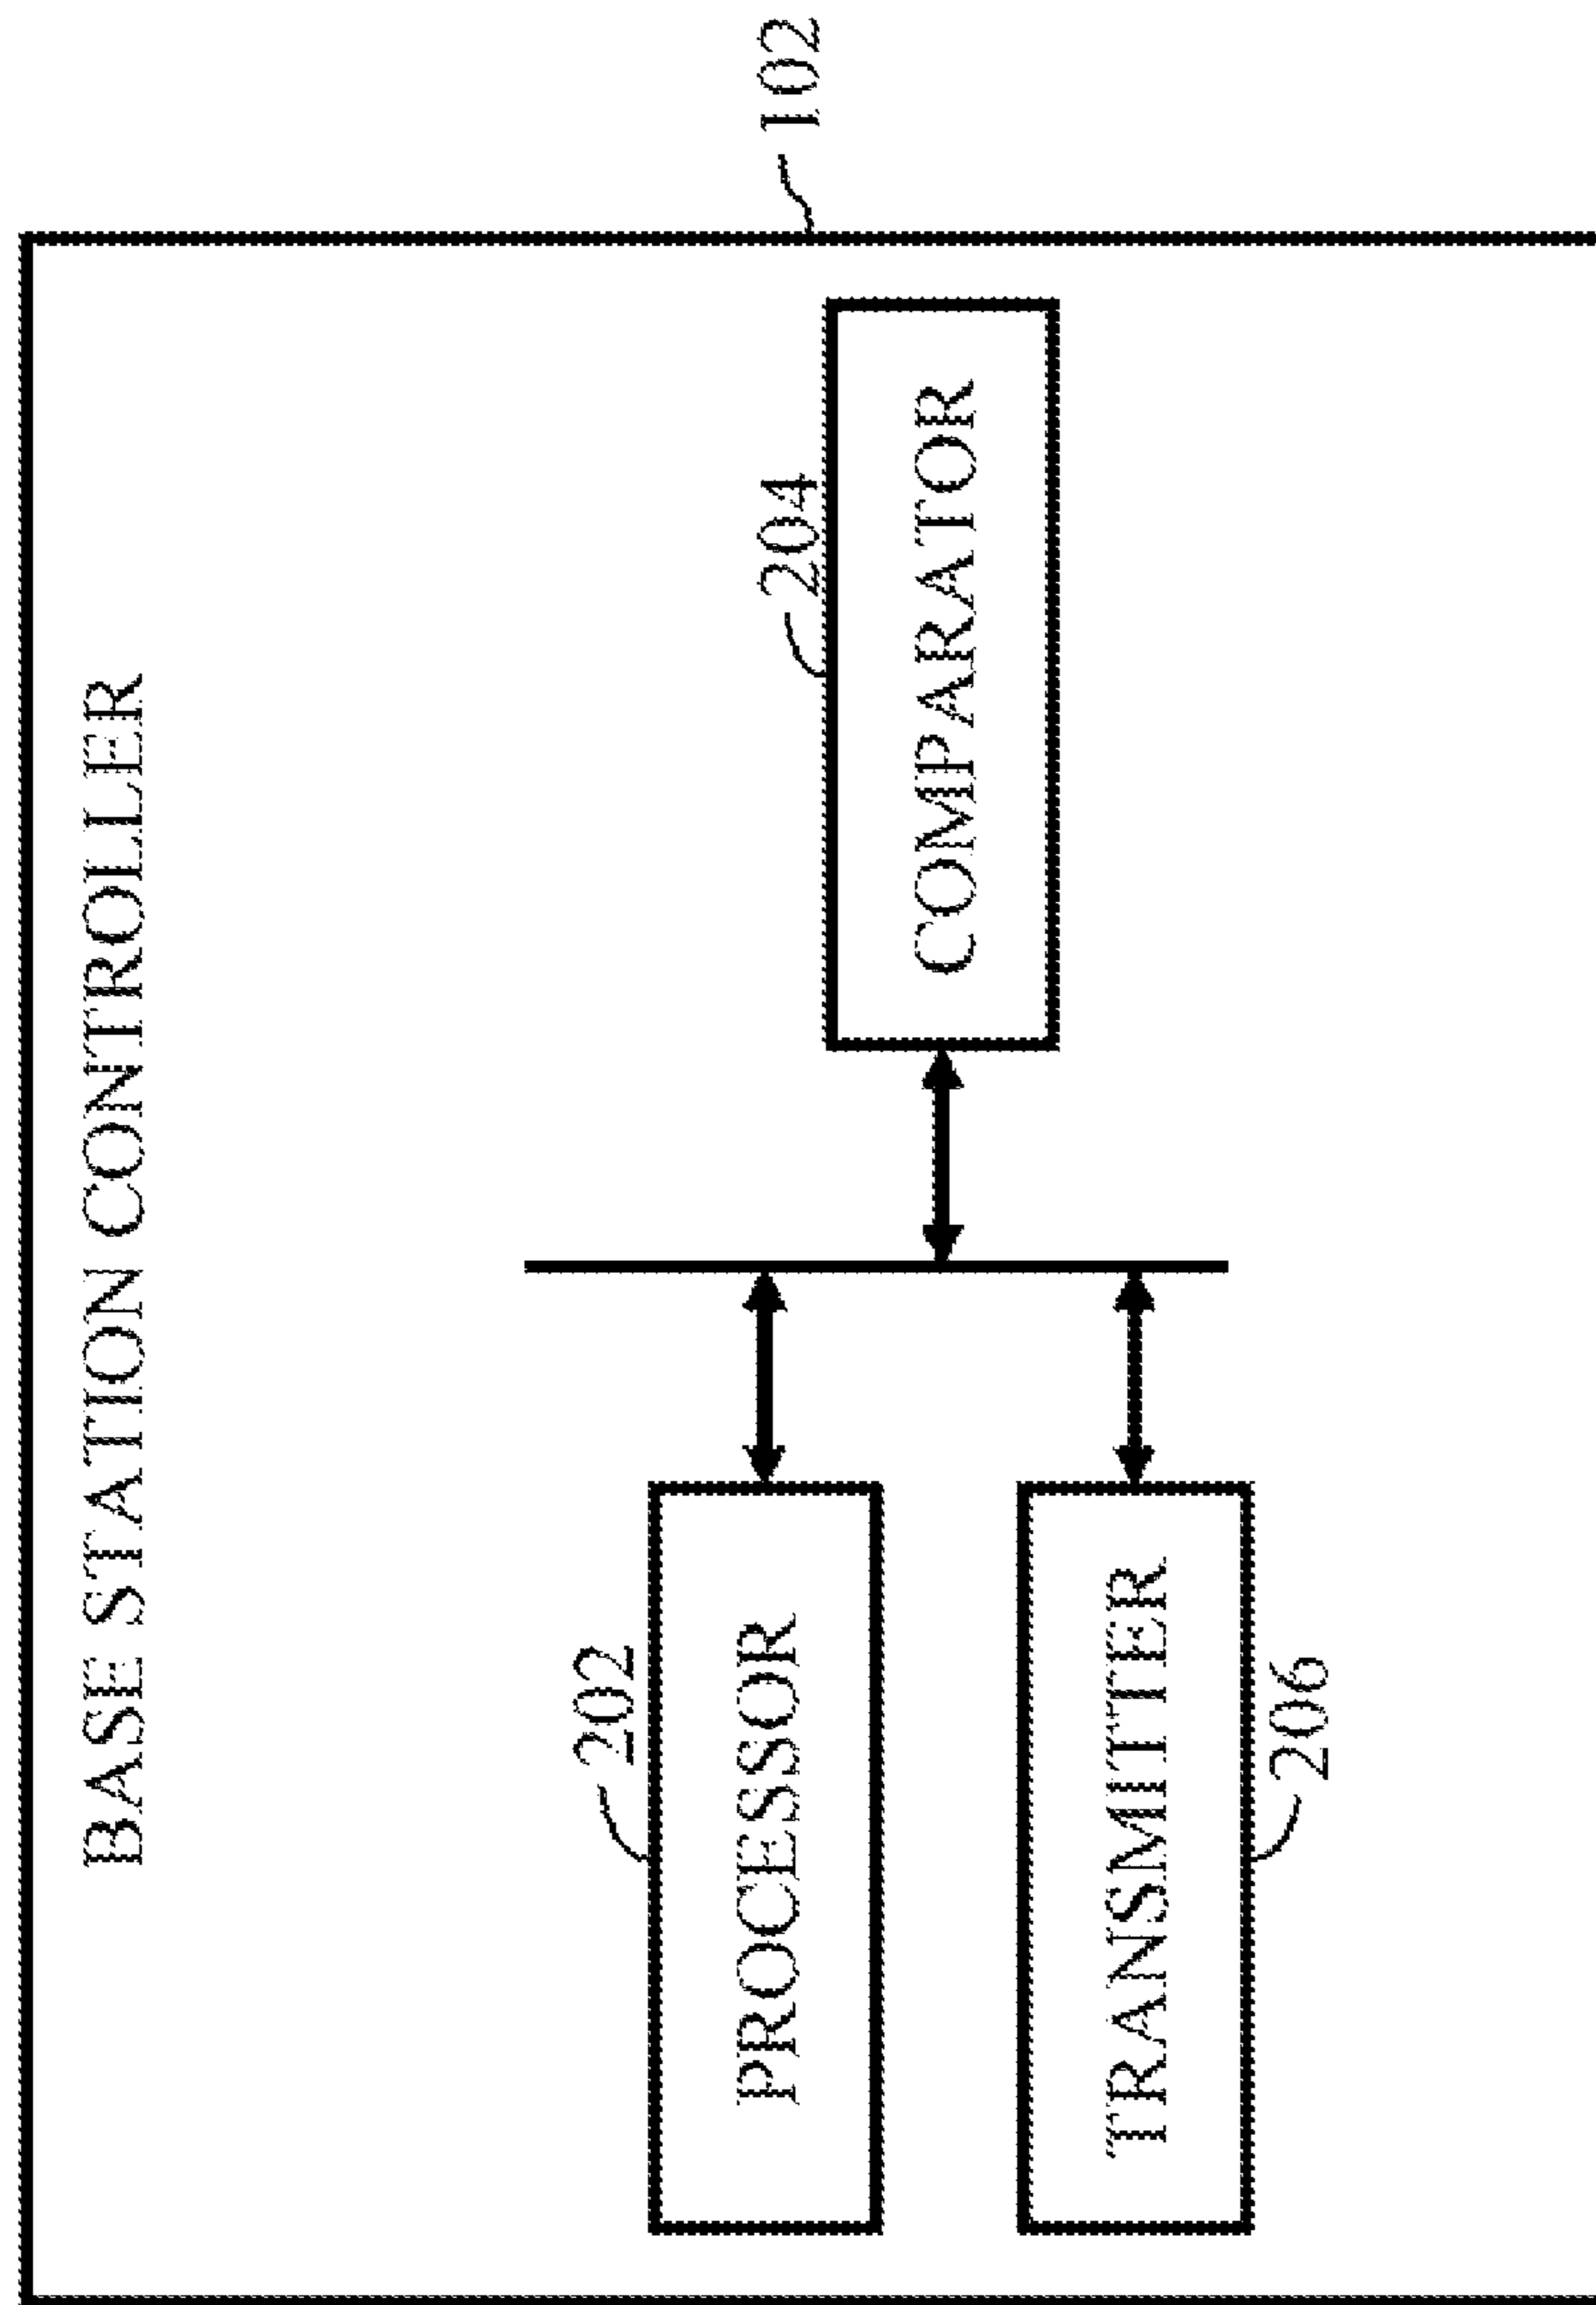 BASE STATION CONTROLLER
102
202
PROCESSOR
204
COMPARATOR
TRANSMITTER
206